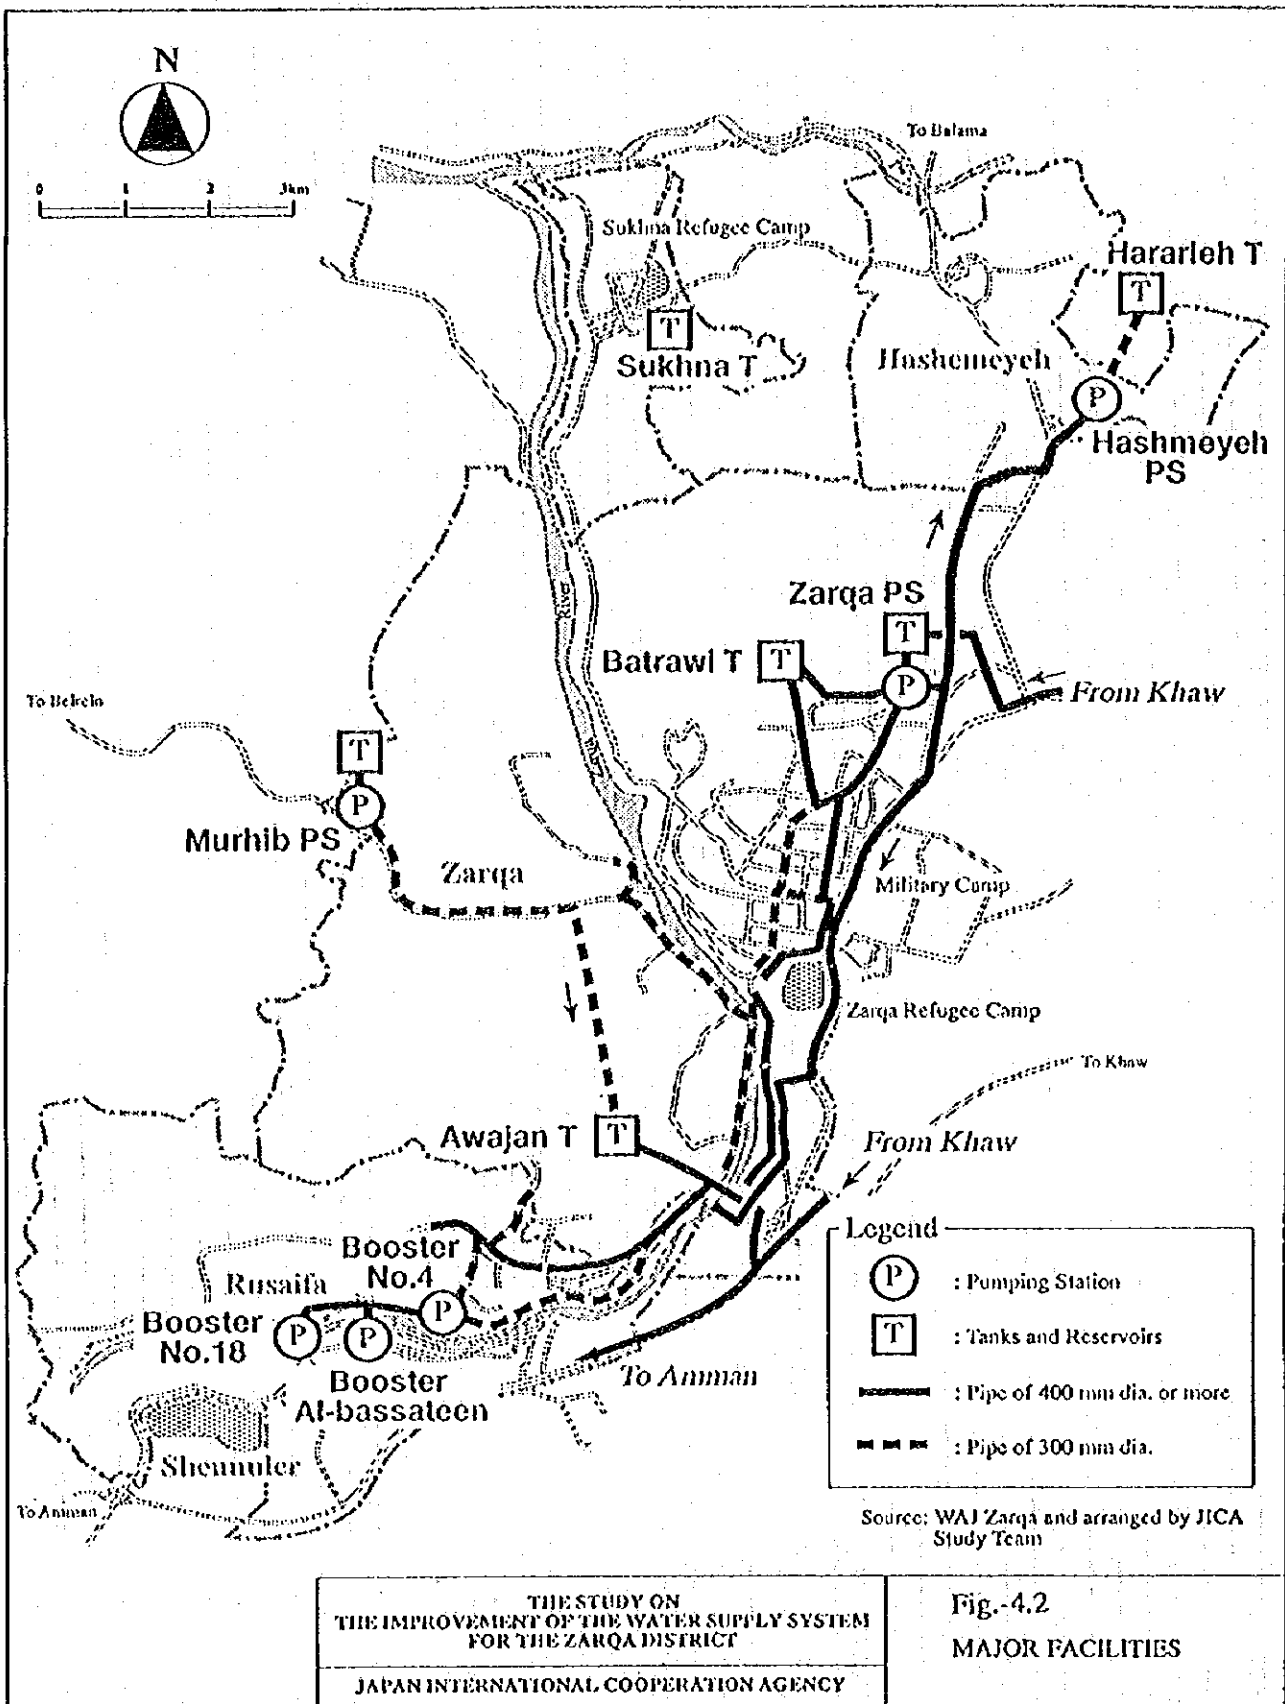 N
0 1 2 3km
To Balama
Sukhna Refugee Camp
Hararleh T
T
T
Sukhna T
Hashemeyeh
P
Hashmeyeh
PS
River
Zarqa PS
T
Batrawl T
T
P
From Khaw
T
P
Murhib PS
Zarqa
Military Camp
Zarqa Refugee Camp
To Khaw
Awajan T
T
From Khaw
Booster
No.4
P
Rusaifa
Booster
No.18
P
P
Booster
Al-bassateen
To Amman
Shennuler
To Amman
Legend
P : Pumping Station
T : Tanks and Reservoirs
: Pipe of 400 mm dia. or more
: Pipe of 300 mm dia.
Source: WAJ Zarqa and arranged by JICA
Study Team
THE STUDY ON
THE IMPROVEMENT OF THE WATER SUPPLY SYSTEM
FOR THE ZARQA DISTRICT
JAPAN INTERNATIONAL COOPERATION AGENCY
Fig.-4.2
MAJOR FACILITIES